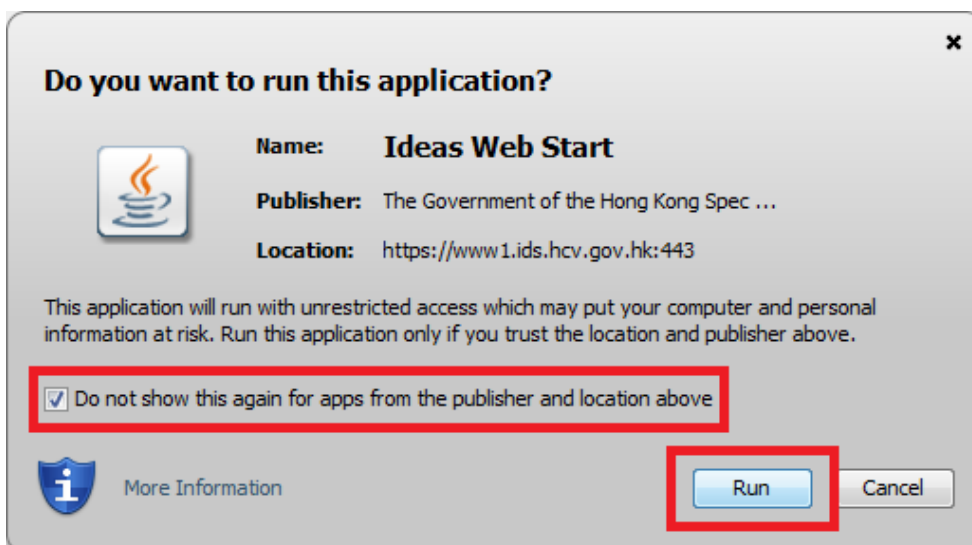 Do you want to run this application?
Name: Ideas Web Start
Publisher: The Government of the Hong Kong Spec ...
Location: https://www1.ids.hcv.gov.hk:443
This application will run with unrestricted access which may put your computer and personal
information at risk. Run this application only if you trust the location and publisher above.
Do not show this again for apps from the publisher and location above
More Information
Run
Cancel